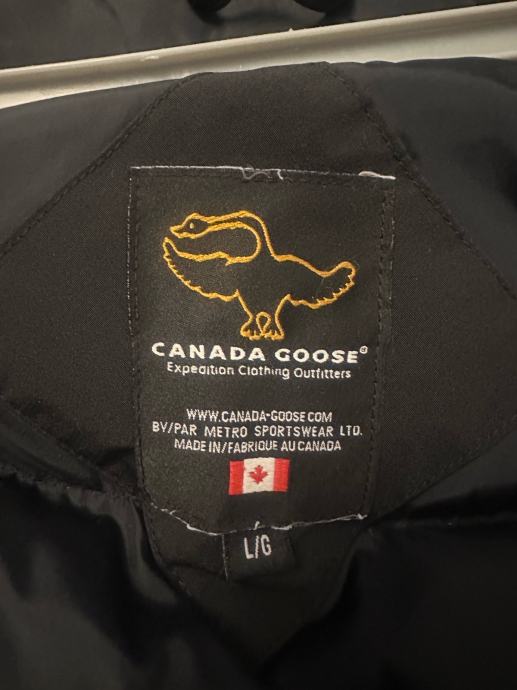 CANADA GOOSE®
Expedition Clothing Outfitters
WWW.CANADA-GOOSE.COM
BY/PAR METRO SPORTSWEAR LTD.
MADE IN/FABRIQUE AU CANADA
L/G